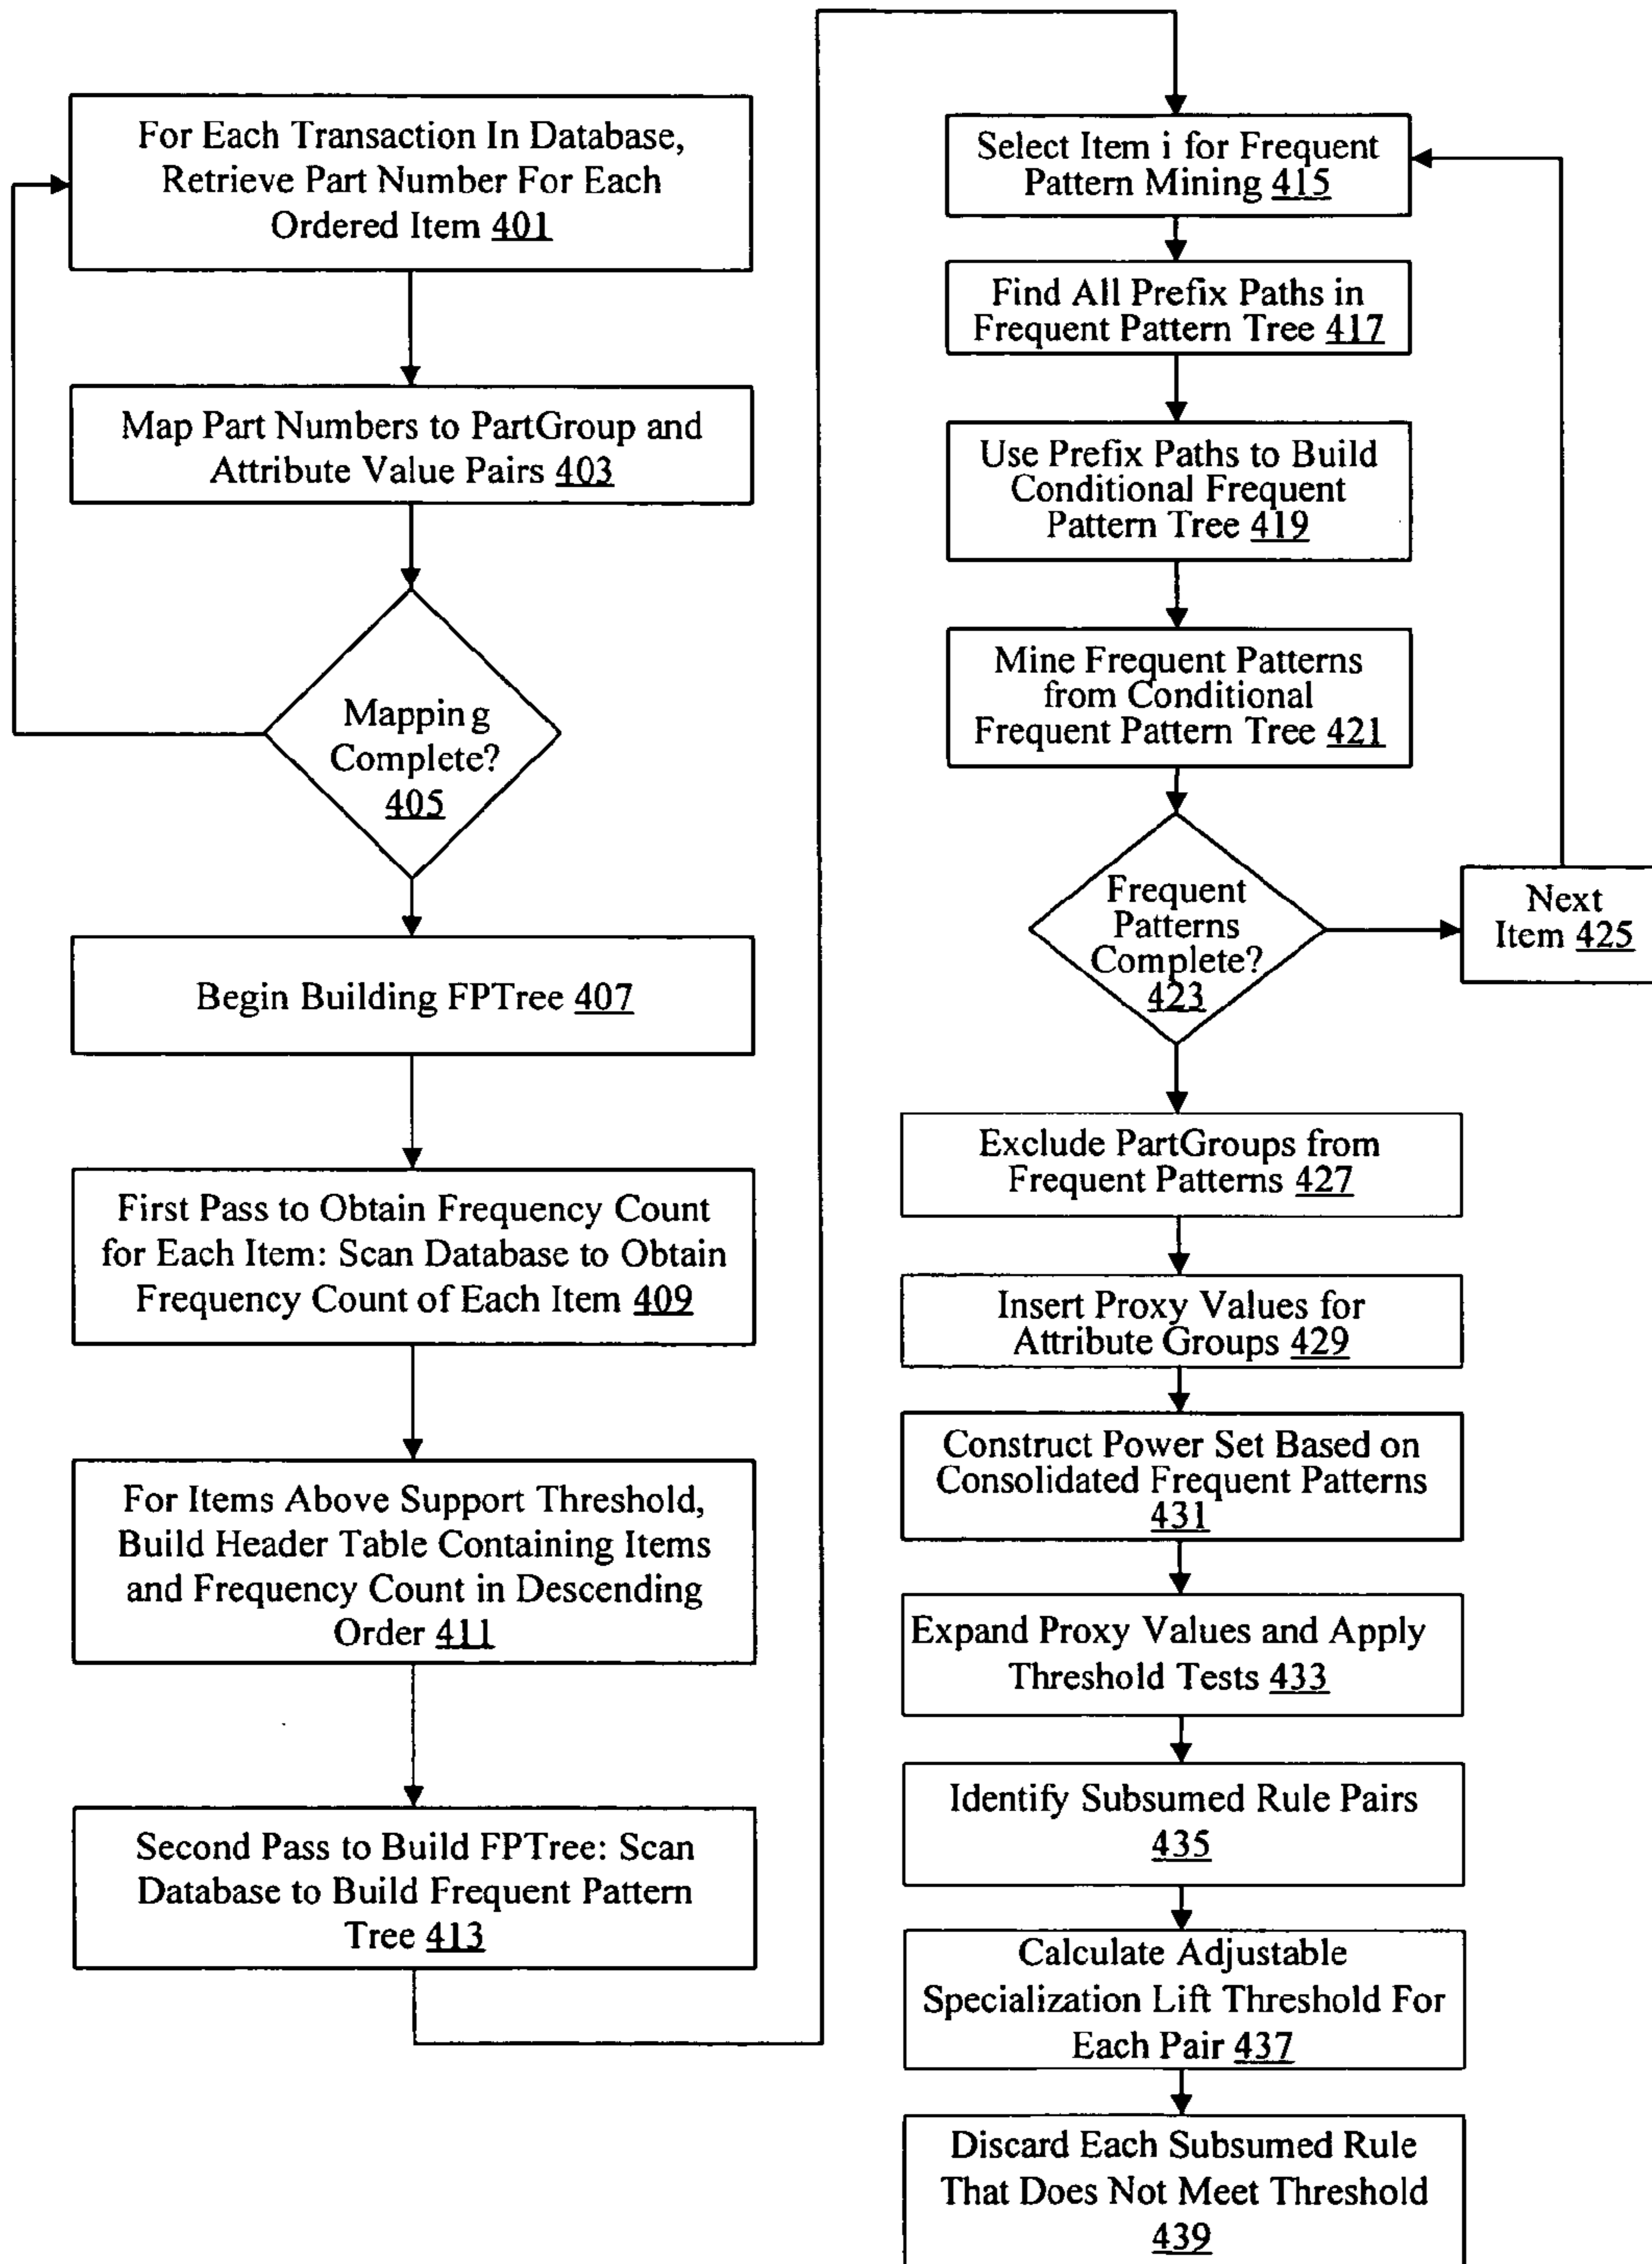 For Each Transaction In Database,
Retrieve Part Number For Each
Ordered Item 401
Map Part Numbers to PartGroup and
Attribute Value Pairs 403
Mapping
Complete?
405
Begin Building FPTree 407
First Pass to Obtain Frequency Count
for Each Item: Scan Database to Obtain
Frequency Count of Each Item 409
For Items Above Support Threshold,
Build Header Table Containing Items
and Frequency Count in Descending
Order 411
Second Pass to Build FPTree: Scan
Database to Build Frequent Pattern
Tree 413
Select Item i for Frequent
Pattern Mining 415
Find All Prefix Paths in
Frequent Pattern Tree 417
Use Prefix Paths to Build
Conditional Frequent
Pattern Tree 419
Mine Frequent Patterns
from Conditional
Frequent Pattern Tree 421
Frequent
Patterns
Complete?
423
Next
Item 425
Exclude PartGroups from
Frequent Patterns 427
Insert Proxy Values for
Attribute Groups 429
Construct Power Set Based on
Consolidated Frequent Patterns
431
Expand Proxy Values and Apply
Threshold Tests 433
Identify Subsumed Rule Pairs
435
Calculate Adjustable
Specialization Lift Threshold For
Each Pair 437
Discard Each Subsumed Rule
That Does Not Meet Threshold
439